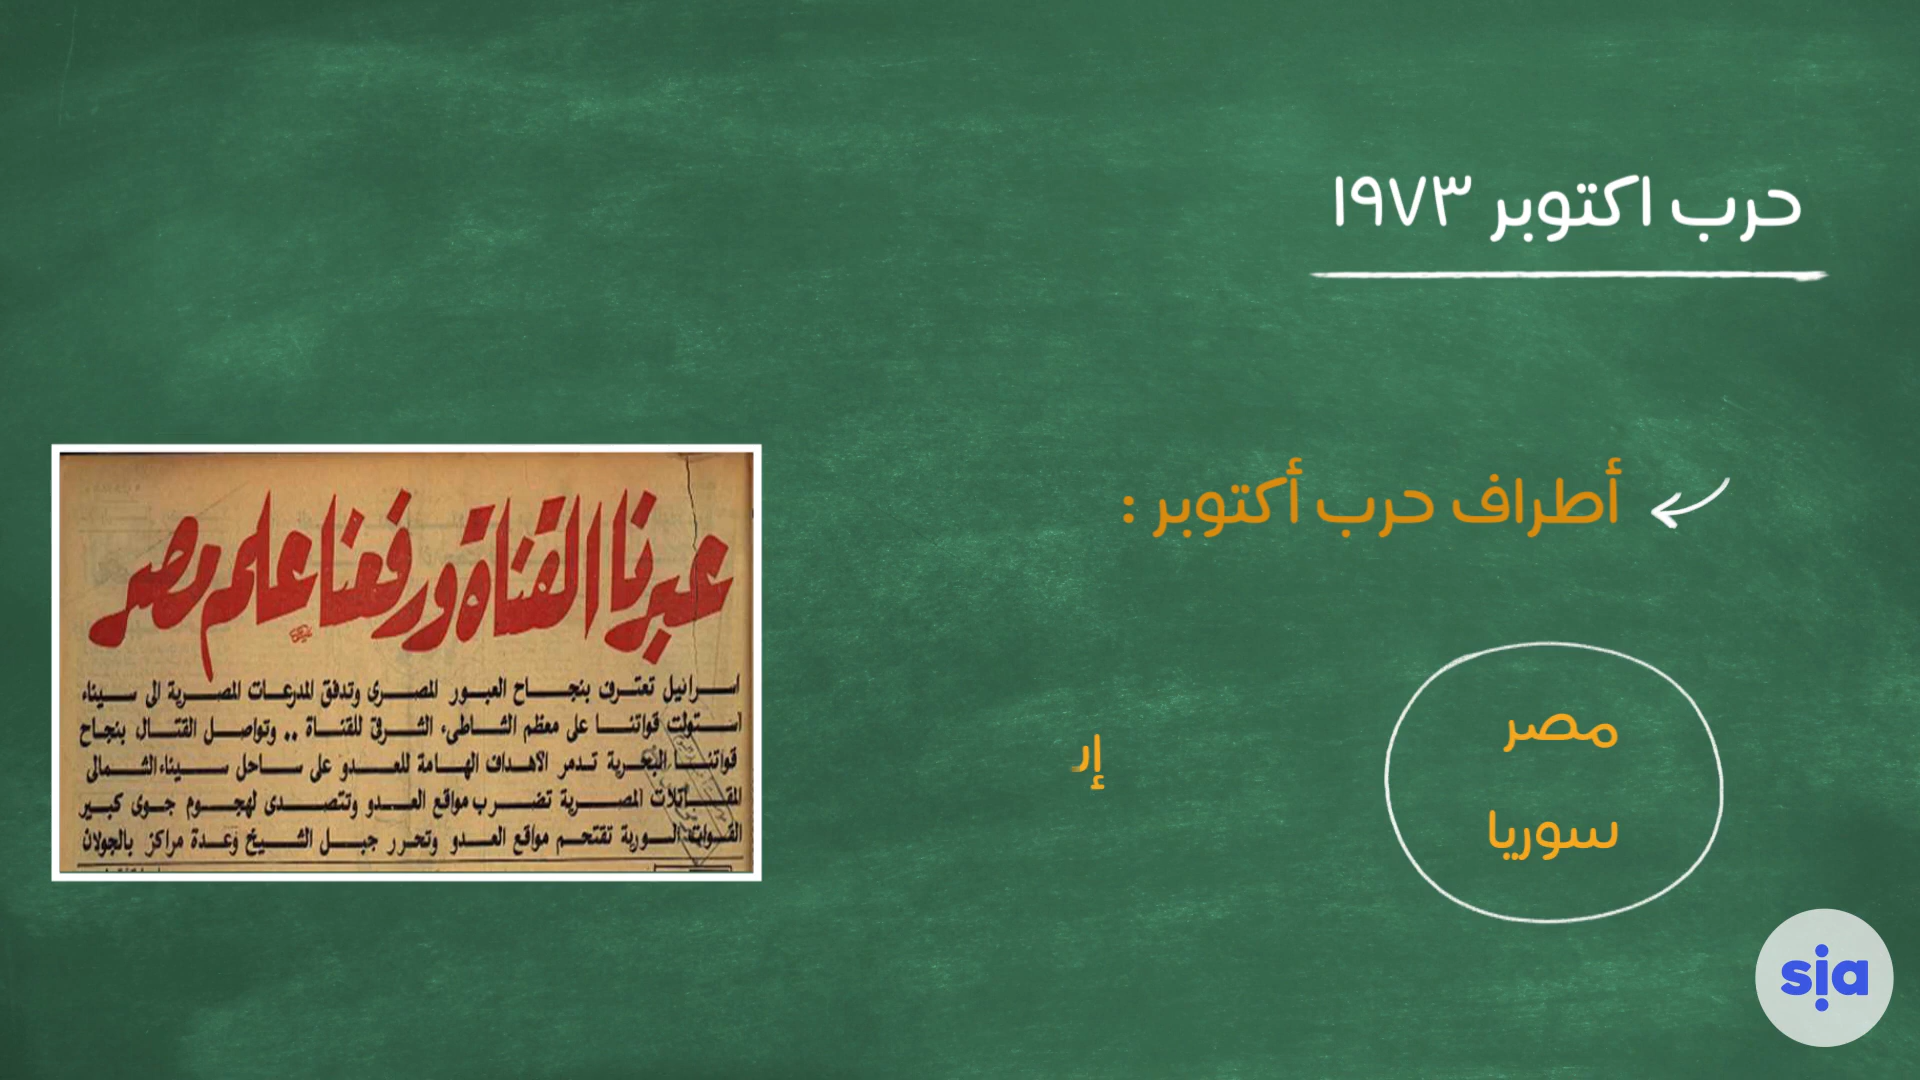 حرب اكتوبر ١٩٧٣
أطراف حرب أكتوبر :
مصر
سوريا
إر
عبرنا القناة ورفعنا علم مصر
اسرائيل تعترف بنجاح العبور المصرى وتدفق المدرعات المصرية الى سيناء
استولت قواتنا على معظم الشاطىء الشرقى للقناة .. وتواصل القتال بنجاح
قواتنا البحرية تدمر الأهداف الهامة للعدو على ساحل سيناء الشمالى
المقاتلات المصرية تضرب مواقع العدو وتتصدى لهجوم جوى كبير
القوات السورية تقتحم مواقع العدو وتحرر جبل الشيخ وعدة مراكز بالجولان
sia